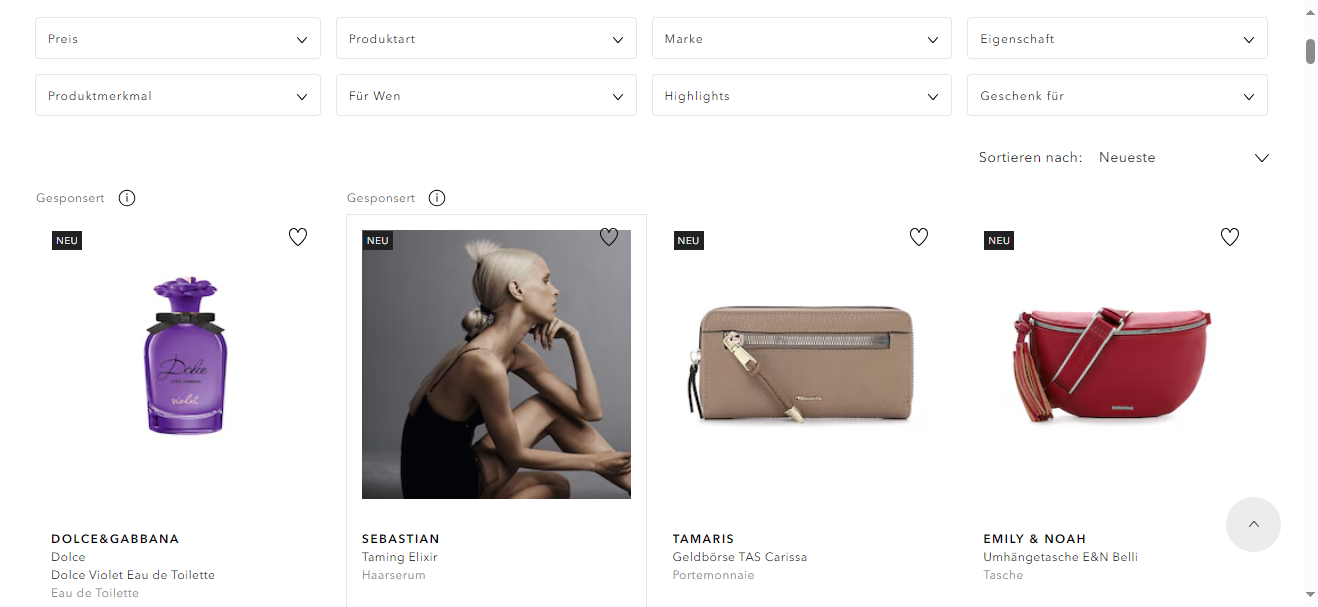 Preis
Produktart
Marke
Eigenschaft
Produktmerkmal
Für Wen
Highlights
Geschenk für
Sortieren nach: Neueste
Gesponsert
Gesponsert
NEU
NEU
NEU
NEU
Dolce
violet
DOLCE&GABBANA
Dolce
Dolce Violet Eau de Toilette
Eau de Toilette
SEBASTIAN
Taming Elixir
Haarserum
TAMARIS
Geldbörse TAS Carissa
Portemonnaie
EMILY & NOAH
Umhängetasche E&N Belli
Tasche